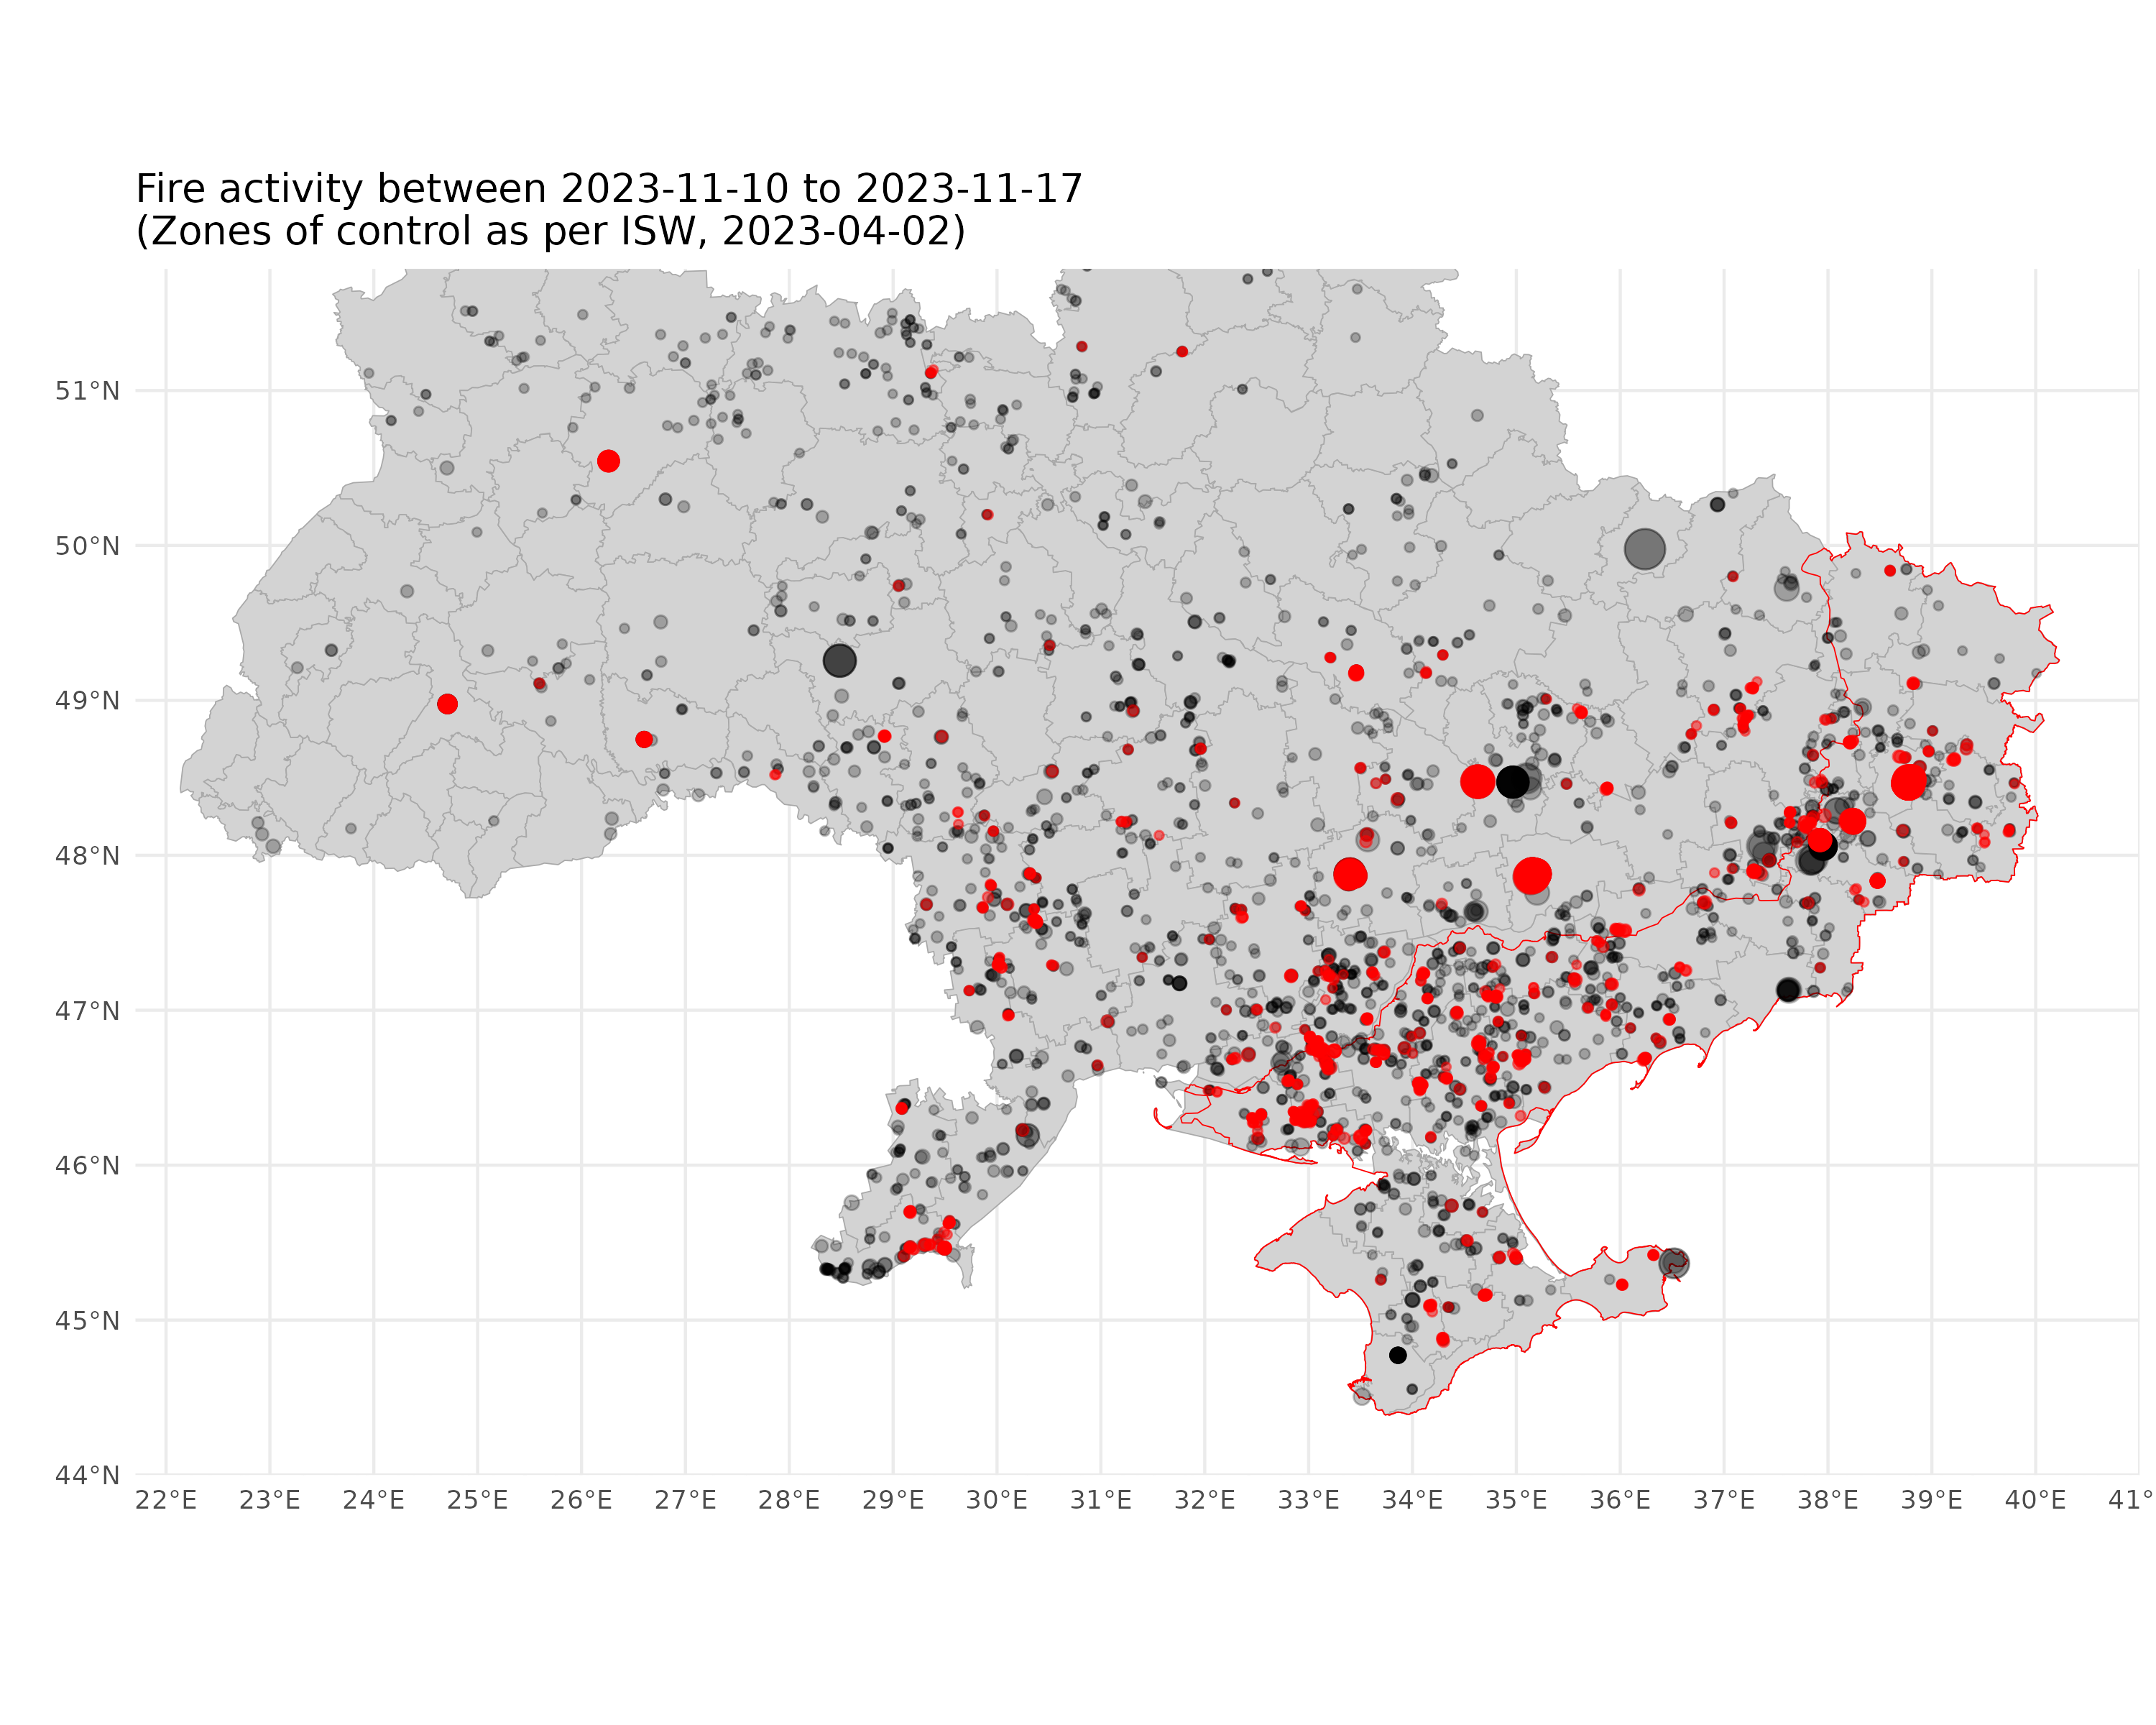 Fire activity between 2023-11-10 to 2023-11-17
(Zones of control as per ISW, 2023-04-02)
51°N
50°N
49°N
48°N
47°N
46°N
45°N
44°N
22°E 23°E 24°E 25°E 26°E 27°E 28°E 29°E 30°E 31°E 32°E 33°E 34°E 35°E 36°E 37°E 38°E 39°E 40°E 41°